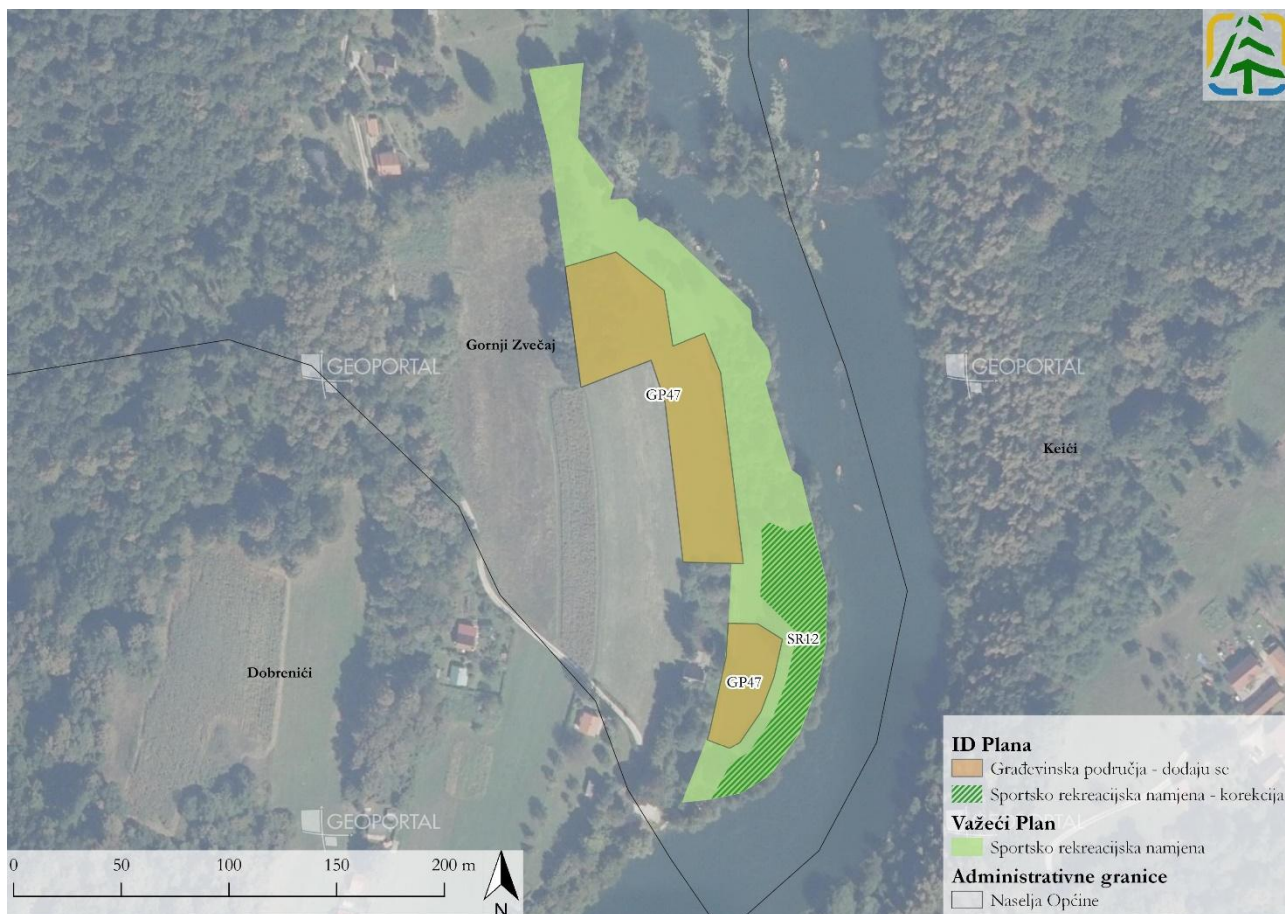 GEOPORTAL
GEOPORTAL
Gornji Zvečaj
GP47
Keići
SR12
Dobrenići
GP47
GEOPORTAL
0 50 100 150 200 m
N
ID Plana
Građevinska područja - dodaju se
Sportsko rekreacijska namjena - korekcija
Važeći Plan
Sportsko rekreacijska namjena
Administrativne granice
Naselja Općine